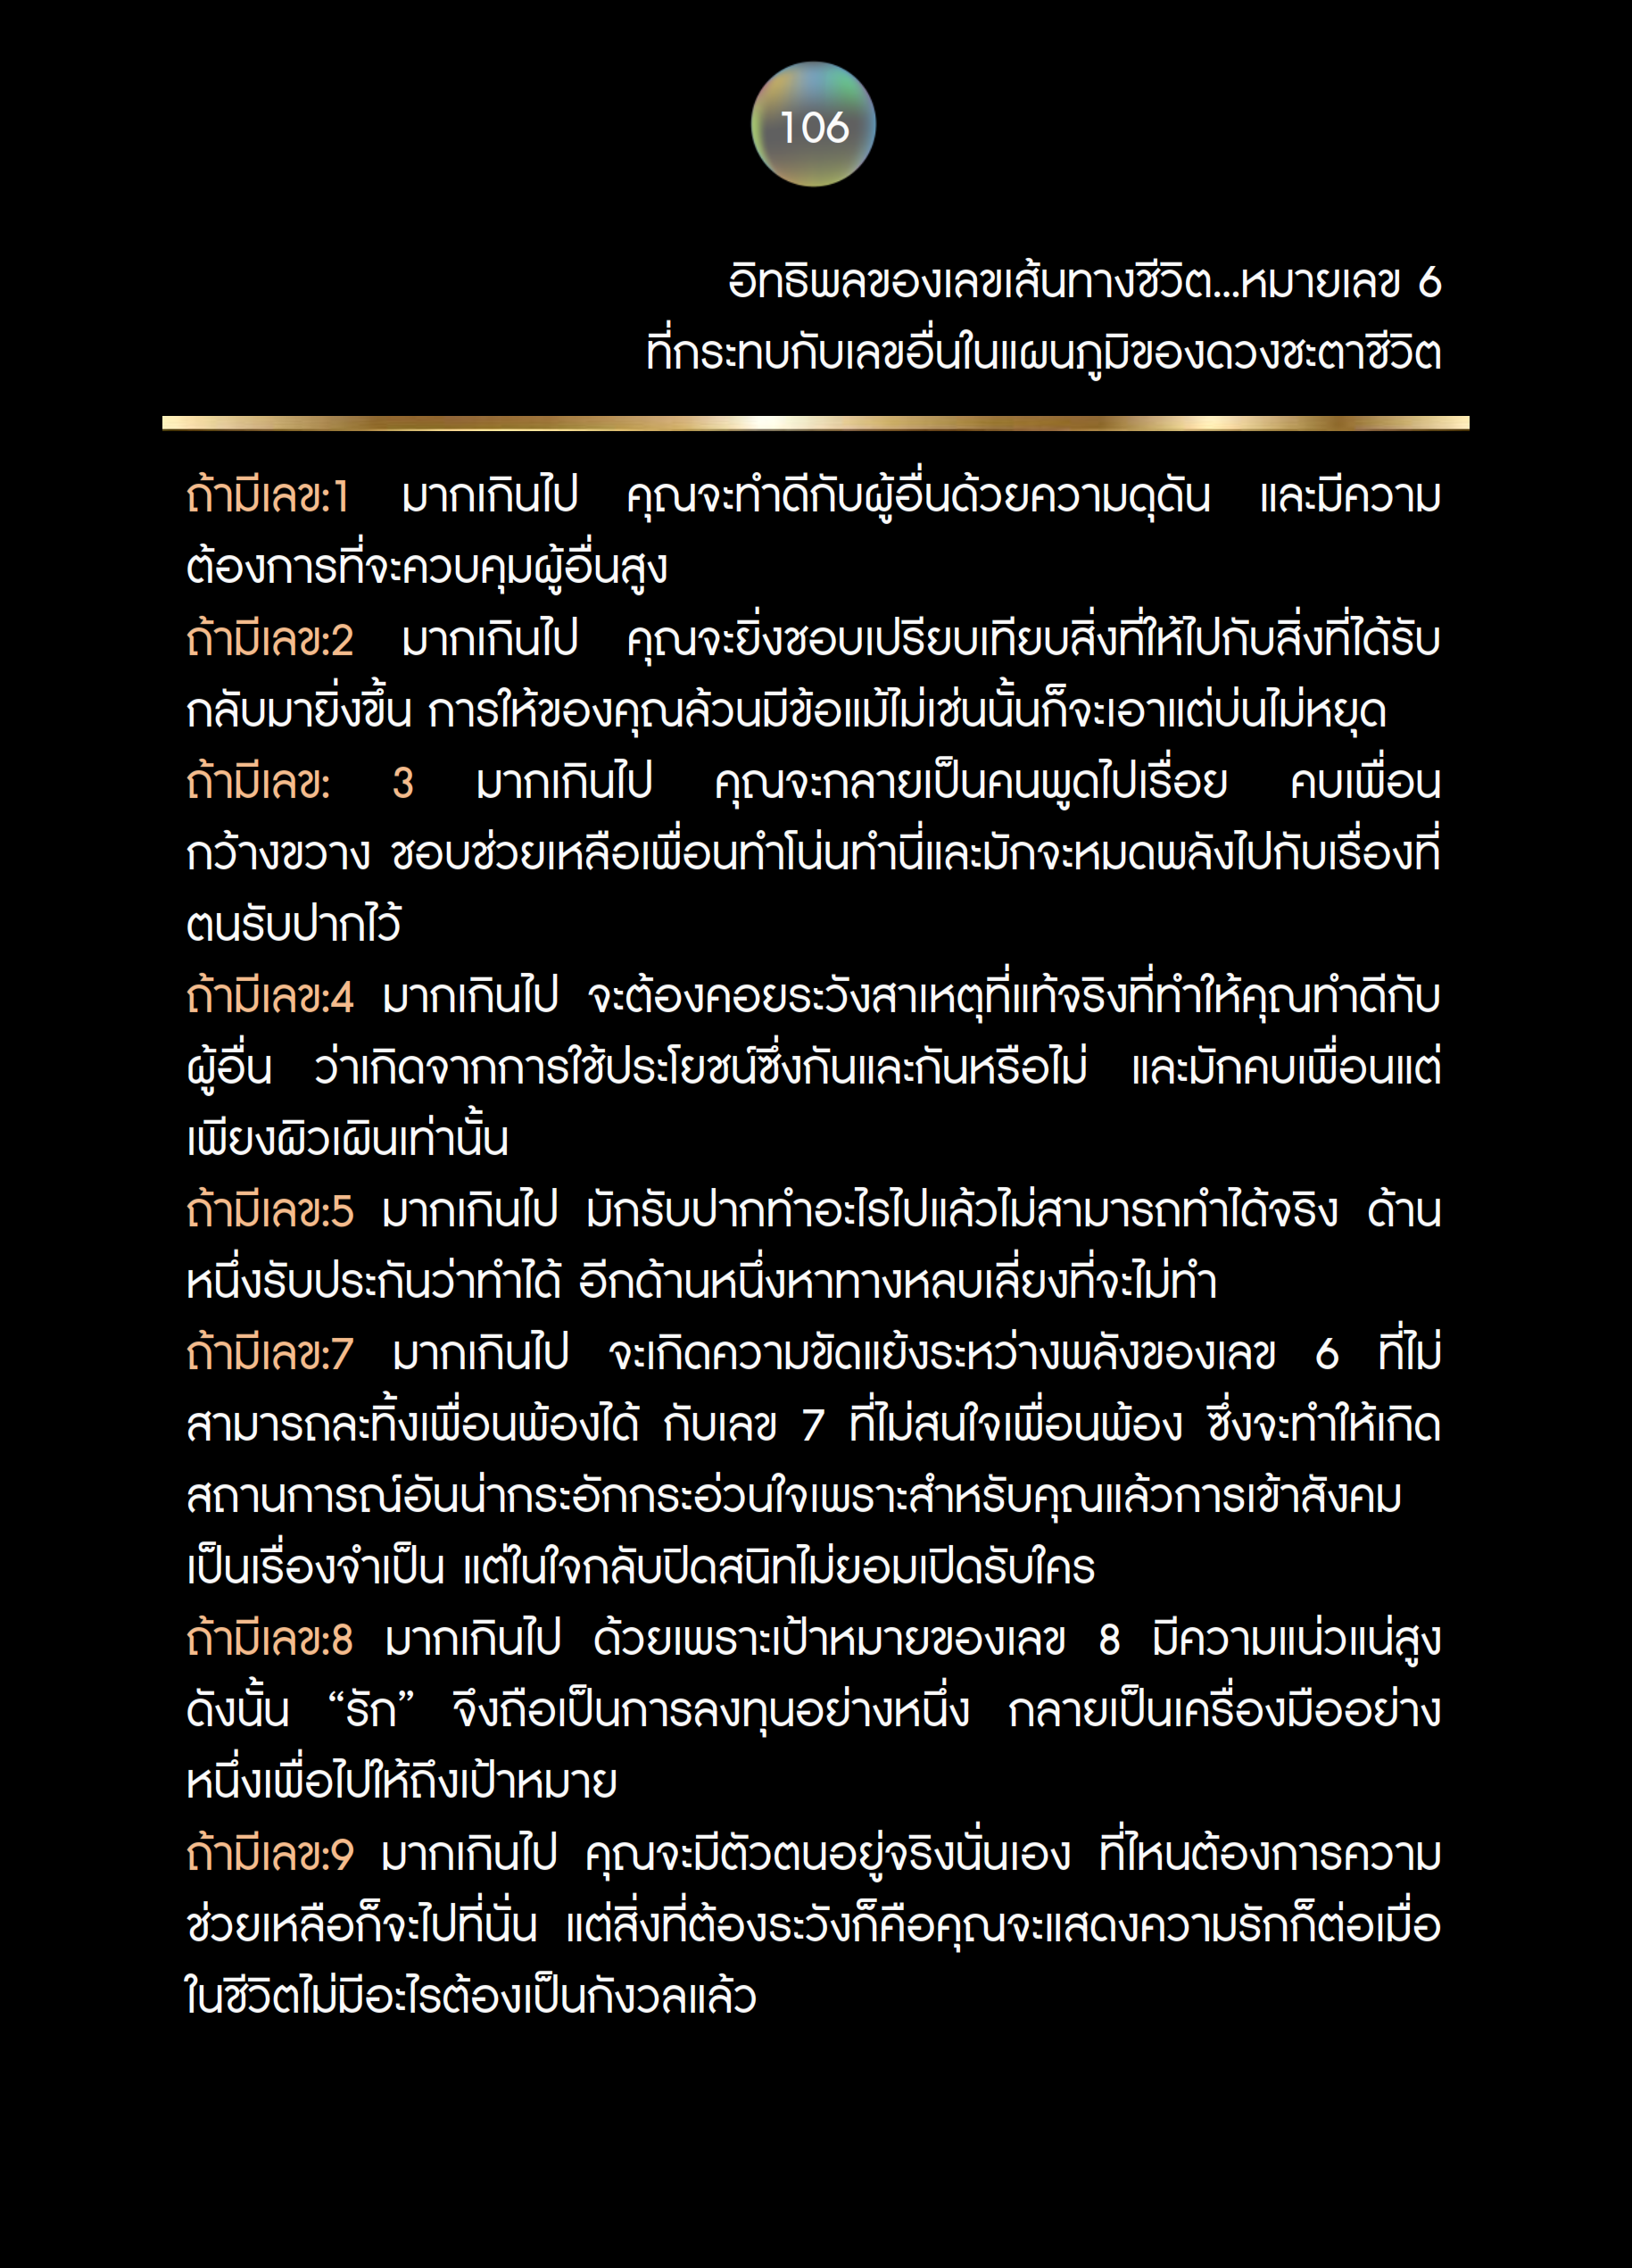 106
อิทธิพลของเลขเส้นทางชีวิต...หมายเลข 6
ที่กระทบกับเลขอื่นในแผนภูมิของดวงชะตาชีวิต
ถ้ามีเลข:1 มากเกินไป คุณจะทำดีกับผู้อื่นด้วยความดุดัน และมีความ
ต้องการที่จะควบคุมผู้อื่นสูง
ถ้ามีเลข:2 มากเกินไป คุณจะยิ่งชอบเปรียบเทียบสิ่งที่ให้ไปกับสิ่งที่ได้รับ
กลับมายิ่งขึ้น การให้ของคุณล้วนมีข้อแม้ไม่เช่นนั้นก็จะเอาแต่บ่นไม่หยุด
ถ้ามีเลข: 3 มากเกินไป คุณจะกลายเป็นคนพูดไปเรื่อย คบเพื่อน
กว้างขวาง ชอบช่วยเหลือเพื่อนทำโน่นทำนี่และมักจะหมดพลังไปกับเรื่องที่
ตนรับปากไว้
ถ้ามีเลข:4 มากเกินไป จะต้องคอยระวังสาเหตุที่แท้จริงที่ทำให้คุณทำดีกับ
ผู้อื่น ว่าเกิดจากการใช้ประโยชน์ซึ่งกันและกันหรือไม่ และมักคบเพื่อนแต่
เพียงผิวเผินเท่านั้น
ถ้ามีเลข:5 มากเกินไป มักรับปากทำอะไรไปแล้วไม่สามารถทำได้จริง ด้าน
หนึ่งรับประกันว่าทำได้ อีกด้านหนึ่งหาทางหลบเลี่ยงที่จะไม่ทำ
ถ้ามีเลข:7 มากเกินไป จะเกิดความขัดแย้งระหว่างพลังของเลข 6 ที่ไม่
สามารถละทิ้งเพื่อนพ้องได้ กับเลข 7 ที่ไม่สนใจเพื่อนพ้อง ซึ่งจะทำให้เกิด
สถานการณ์อันน่ากระอักกระอ่วนใจเพราะสำหรับคุณแล้วการเข้าสังคม
เป็นเรื่องจำเป็น แต่ในใจกลับปิดสนิทไม่ยอมเปิดรับใคร
ถ้ามีเลข:8 มากเกินไป ด้วยเพราะเป้าหมายของเลข 8 มีความแน่วแน่สูง
ดังนั้น “รัก” จึงถือเป็นการลงทุนอย่างหนึ่ง กลายเป็นเครื่องมืออย่าง
หนึ่งเพื่อไปให้ถึงเป้าหมาย
ถ้ามีเลข:9 มากเกินไป คุณจะมีตัวตนอยู่จริงนั่นเอง ที่ไหนต้องการความ
ช่วยเหลือก็จะไปที่นั่น แต่สิ่งที่ต้องระวังก็คือคุณจะแสดงความรักก็ต่อเมื่อ
ในชีวิตไม่มีอะไรต้องเป็นกังวลแล้ว